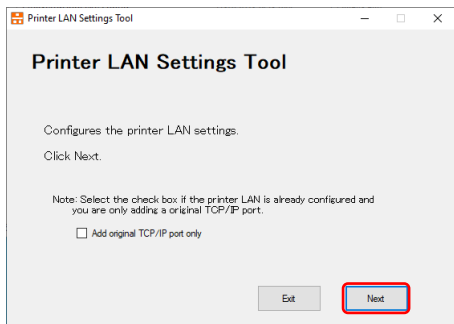 Printer LAN Settings Tool
Printer LAN Settings Tool
Configures the printer LAN settings.
Click Next.
Note: Select the check box if the printer LAN is already configured and
you are only adding a original TCP/IP port.
Add original TCP/IP port only
Exit
Next